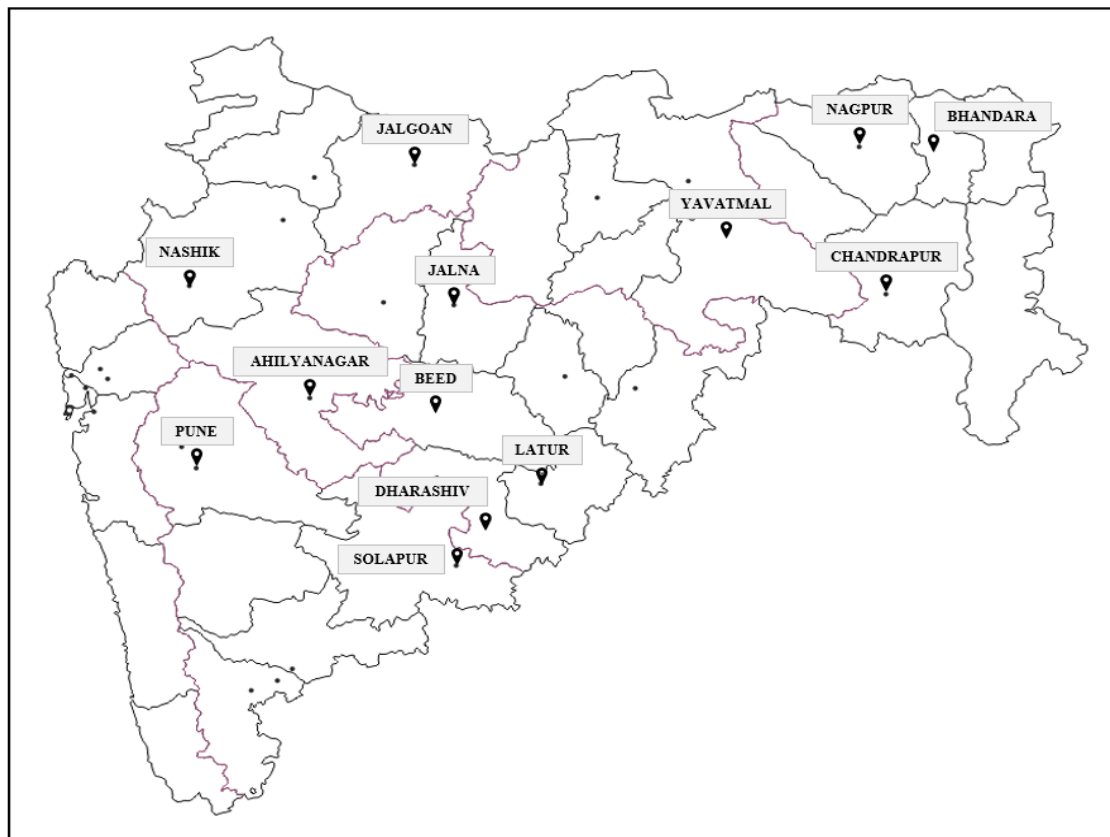 NAGPUR
BHANDARA
JALGOAN
YAVATMAL
NASHIK
JALNA
CHANDRAPUR
AHILYANAGAR
BEED
PUNE
LATUR
DHARASHIV
SOLAPUR